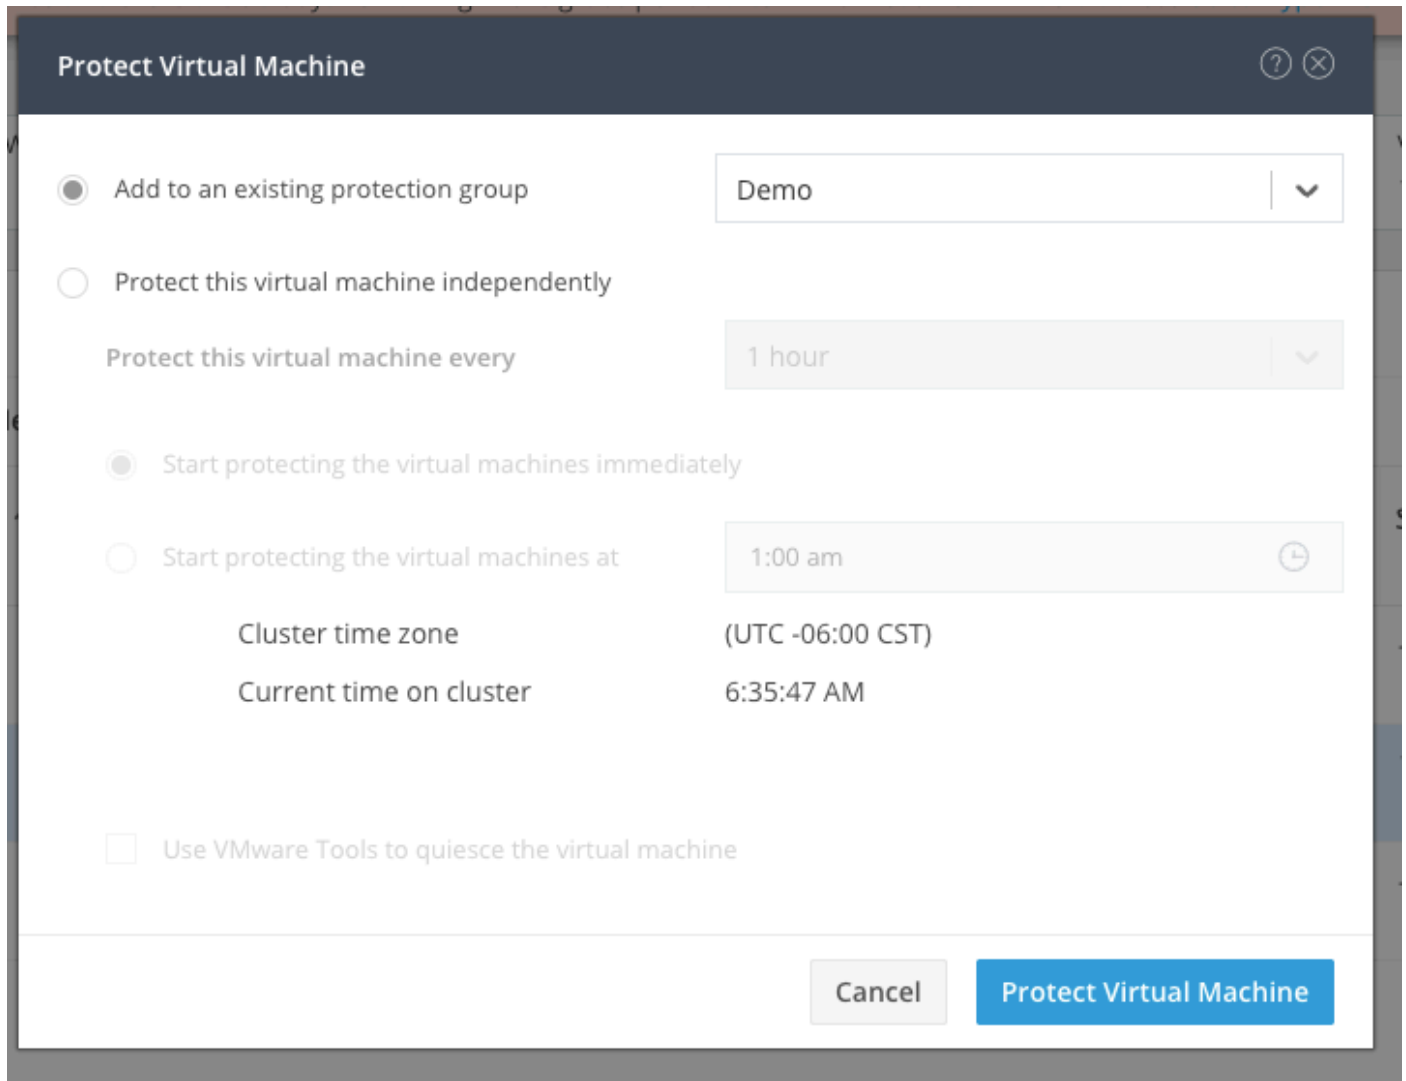 Protect Virtual Machine
Add to an existing protection group
Demo
Protect this virtual machine independently
Protect this virtual machine every
1 hour
Start protecting the virtual machines immediately
Start protecting the virtual machines at
1:00 am
Cluster time zone
(UTC -06:00 CST)
Current time on cluster
6:35:47 AM
Use VMware Tools to quiesce the virtual machine
Cancel
Protect Virtual Machine